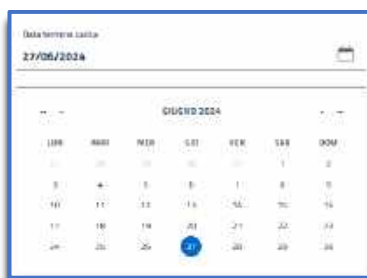 Data termine
27/06/2024
GIUGNO 2024
LUN MAR MER GIO VEN SAB DOM
1 2
3 4 5 6 7 8 9
10 11 12 13 14 15 16
17 18 19 20 21 22 23
24 25 26 27 28 29 30